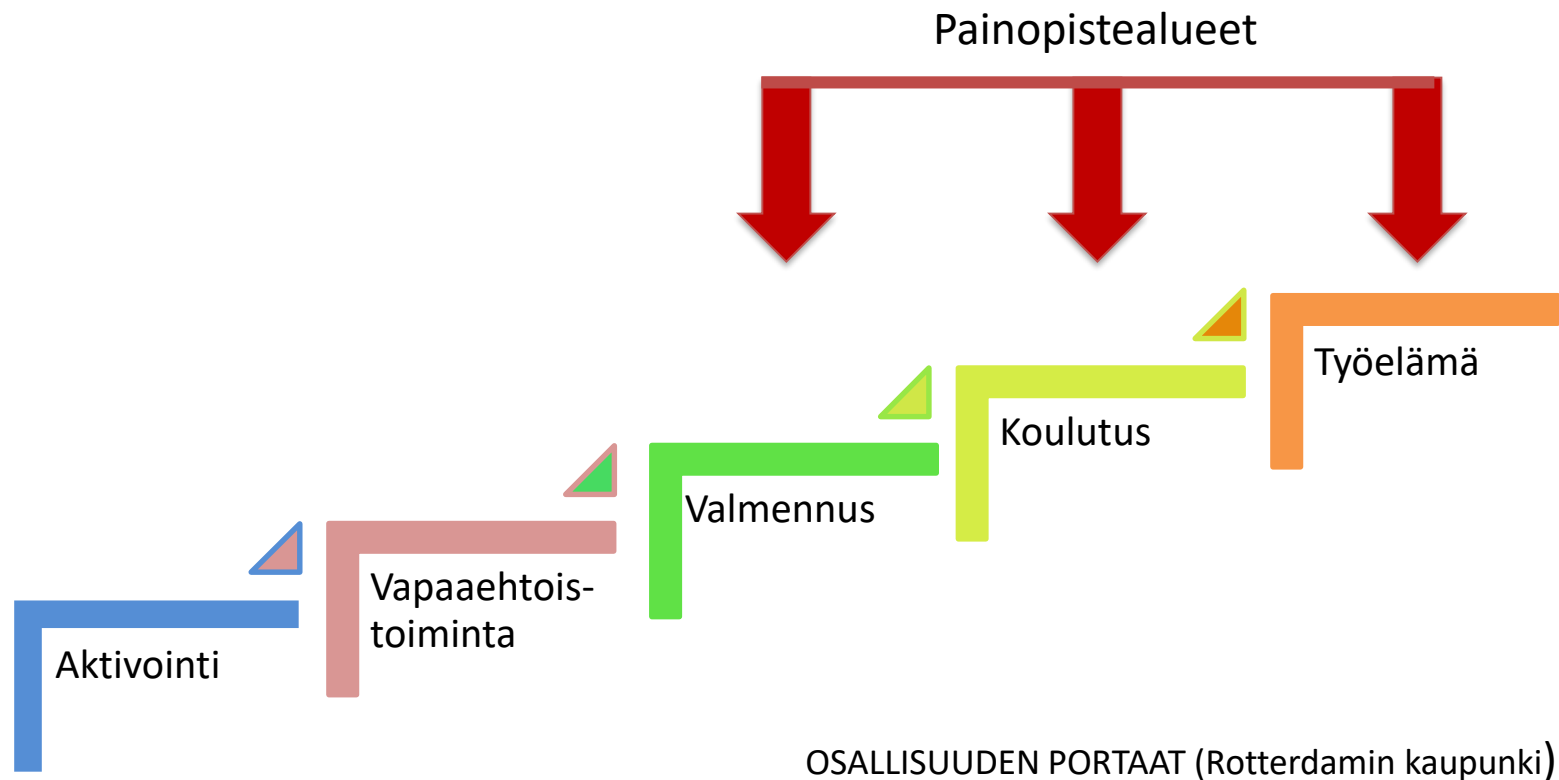 Painopistealueet
Työelämä
Koulutus
Valmennus
Vapaaehtois-
toiminta
Aktivointi
OSALLISUUDEN PORTAAT (Rotterdamin kaupunki)